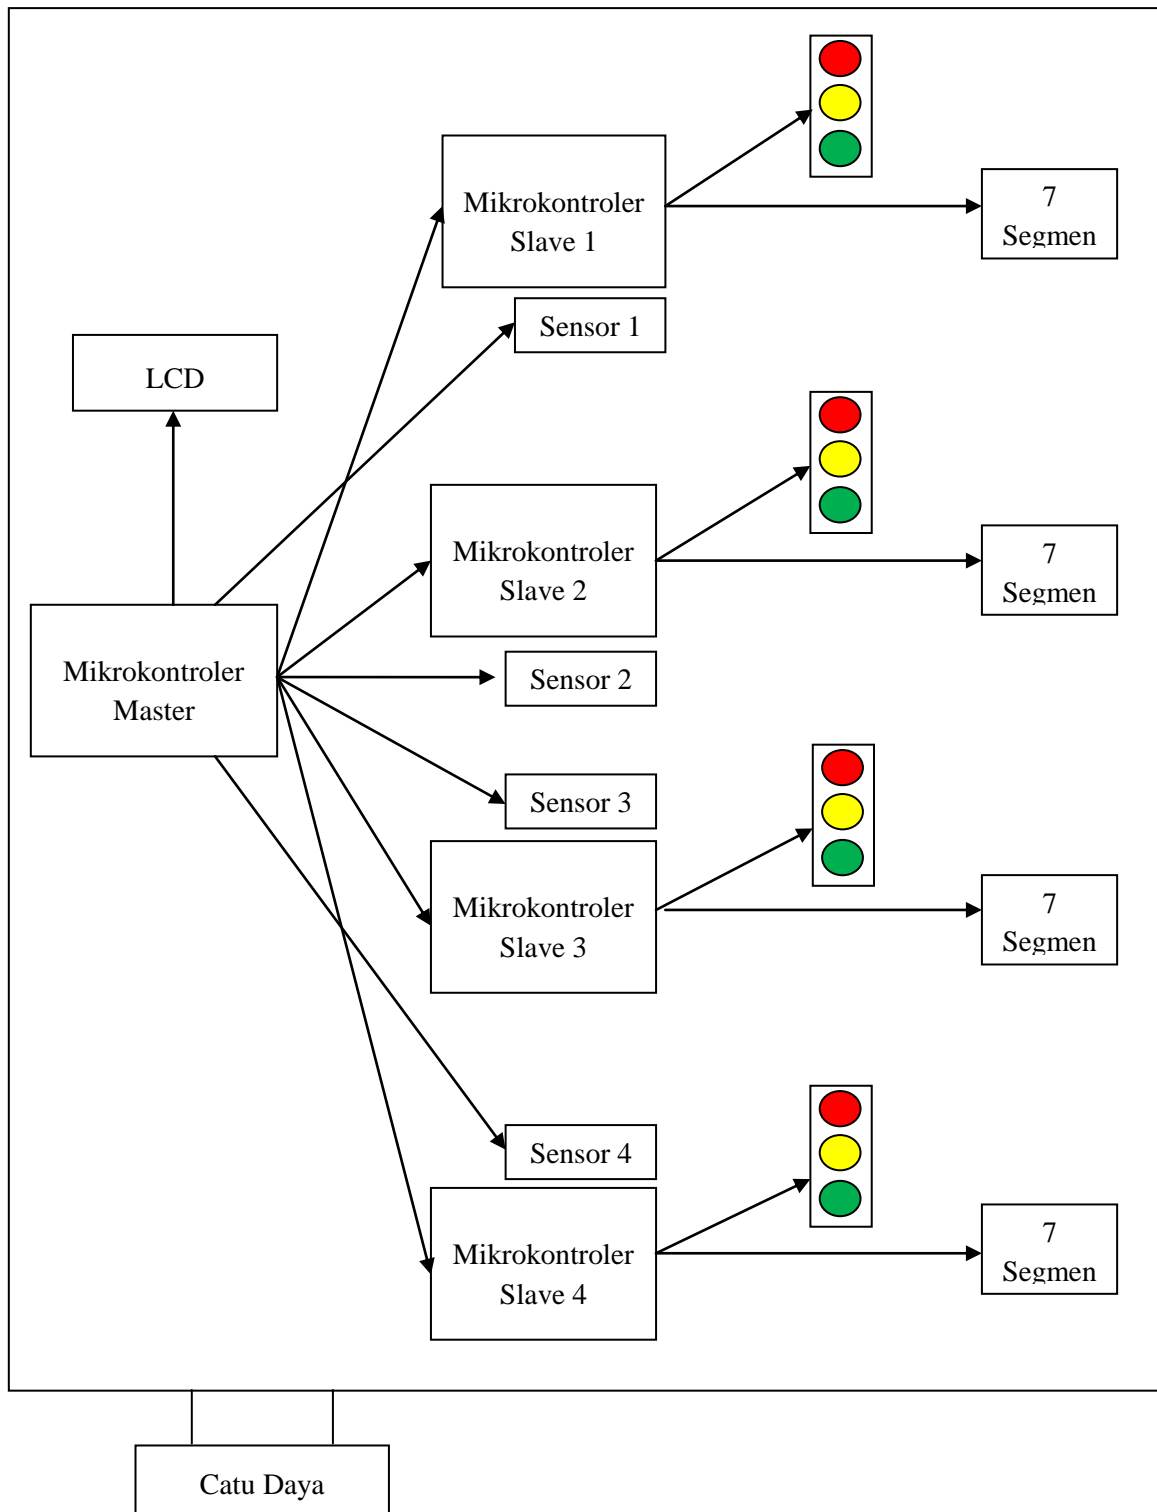 Mikrokontroler
Slave 1
7
Segmen
Sensor 1
LCD
Mikrokontroler
Slave 2
7
Segmen
Mikrokontroler
Master
Sensor 2
Sensor 3
Mikrokontroler
Slave 3
7
Segmen
Sensor 4
Mikrokontroler
Slave 4
7
Segmen
Catu Daya